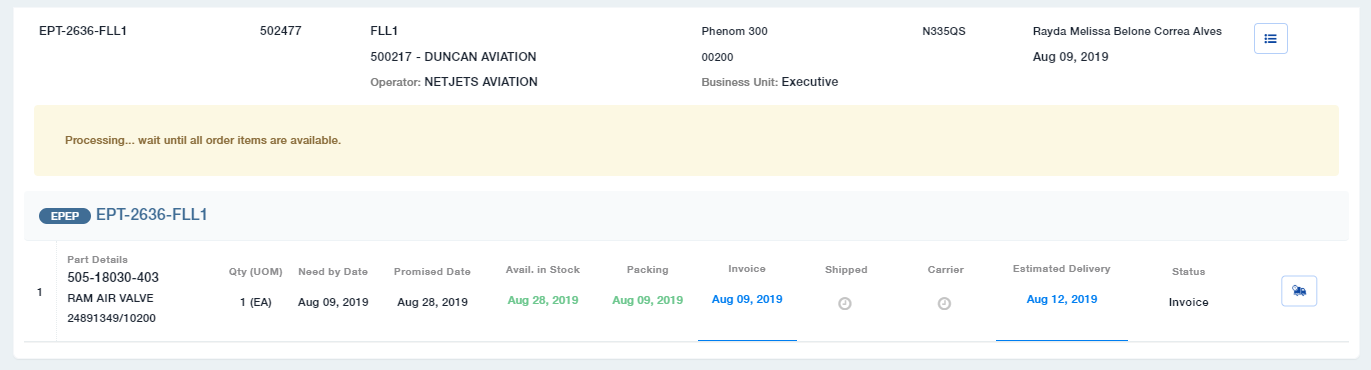 EPT-2636-FLL1 502477 FLL1 Phenom 300 N335QS Rayda Melissa Belone Correa Alves
500217 - DUNCAN AVIATION 00200 Aug 09, 2019
Operator: NETJETS AVIATION Business Unit: Executive
Processing... wait until all order items are available.
EPEP EPT-2636-FLL1
Part Details
Qty (UOM) Need by Date Promised Date Avail. in Stock Packing Invoice Shipped Carrier Estimated Delivery Status
505-18030-403
1 RAM AIR VALVE 1 (EA) Aug 09, 2019 Aug 28, 2019 Aug 28, 2019 Aug 09, 2019 Aug 09, 2019 Aug 12, 2019 Invoice
24891349/10200